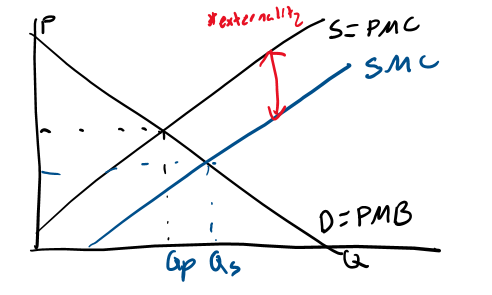 P
*externality
S=PMC
SMC
D=PMB
Qp Qs
Q